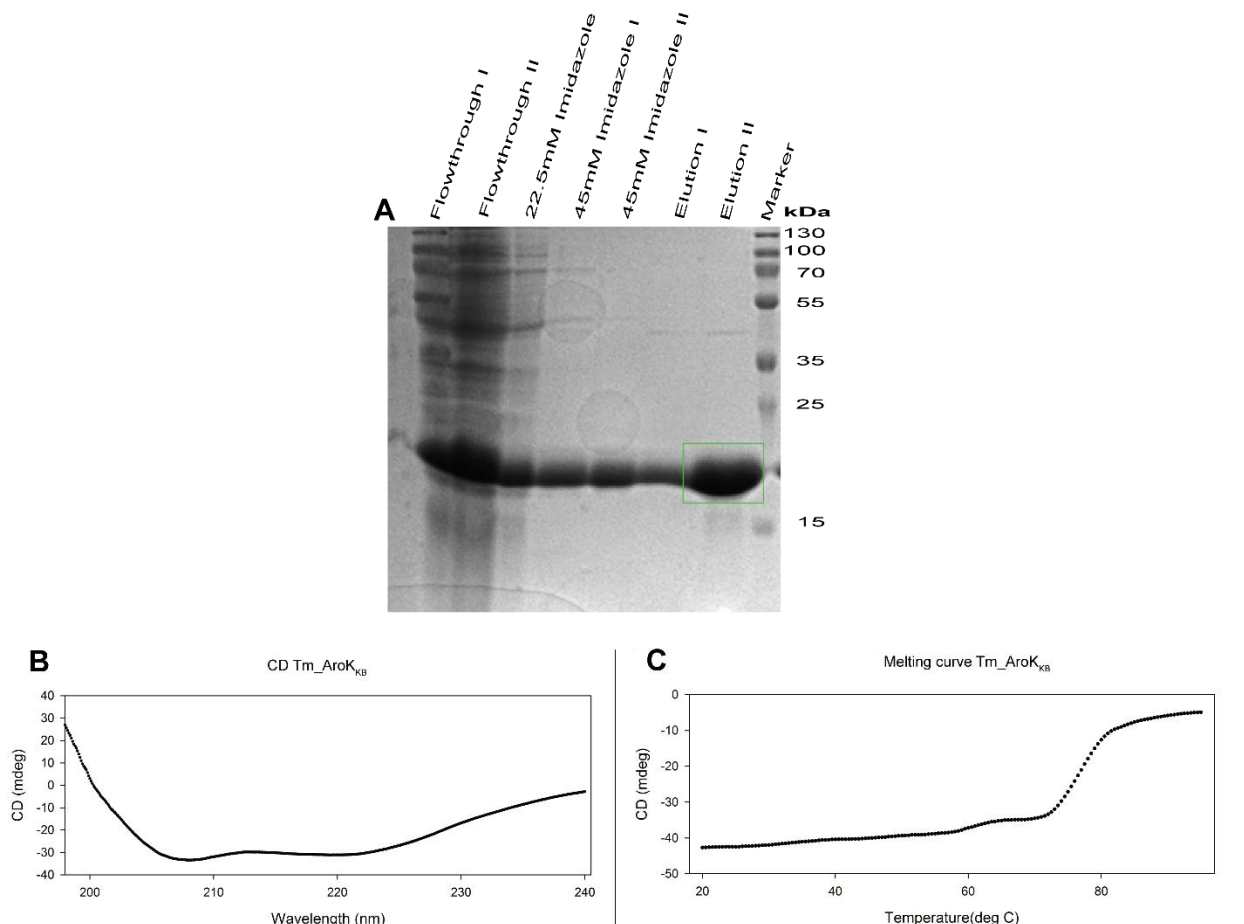 Flowthrough I
Flowthrough II
22.5mM Imidazole
45mM Imidazole I
45mM Imidazole II
Elution I
Elution II
Marker
A
kDa
130
100
70
55
35
25
15
B
CD Tm_AroK_KB
40
30
20
10
0
-10
-20
-30
-40
CD (mdeg)
200 210 220 230 240
Wavelength (nm)
C
Melting curve Tm_AroK_KB
0
-10
-20
-30
-40
-50
CD (mdeg)
20 40 60 80
Temperature(deg C)